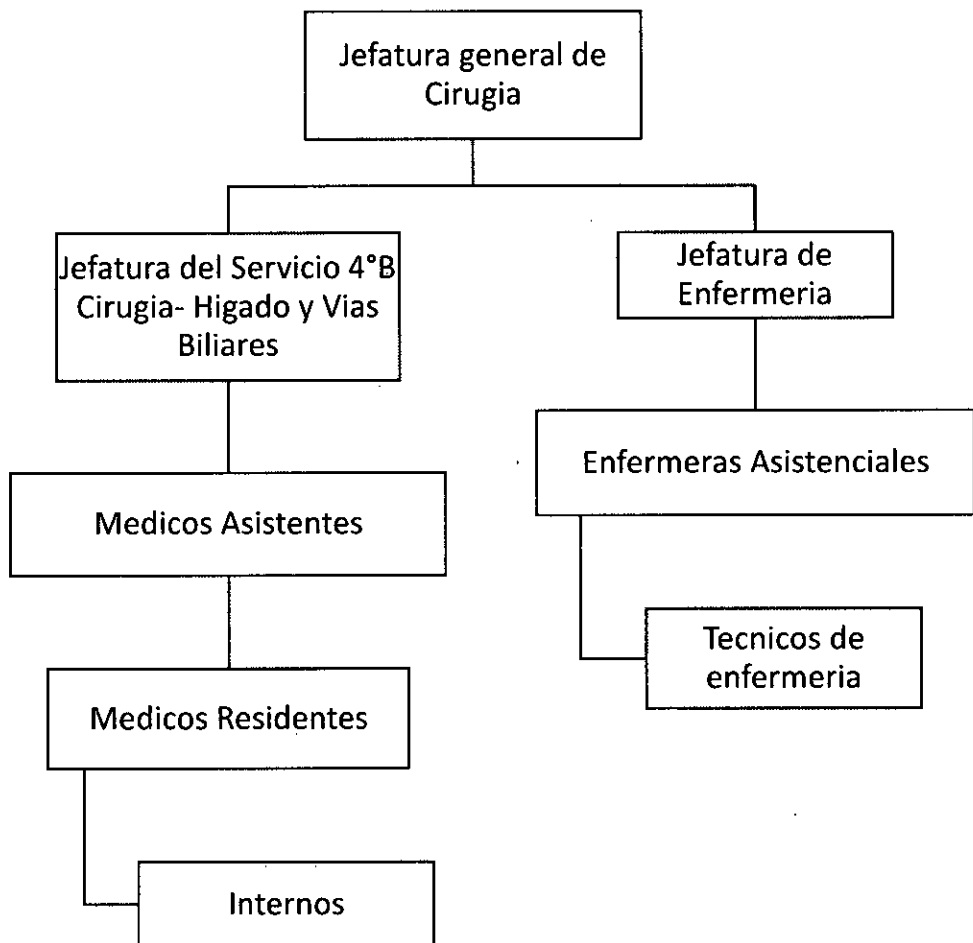 Jefatura general de
Cirugia
Jefatura del Servicio 4°B
Cirugia- Higado y Vias
Biliares
Jefatura de
Enfermeria
Medicos Asistentes
Enfermeras Asistenciales
Medicos Residentes
Tecnicos de
enfermeria
Internos